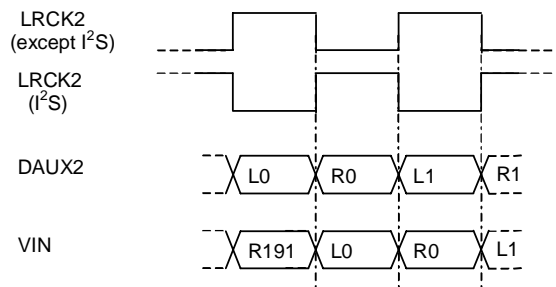 LRCK2
(except I²S)
LRCK2
(I²S)
DAUX2 L0 R0 L1 R1
VIN R191 L0 R0 L1